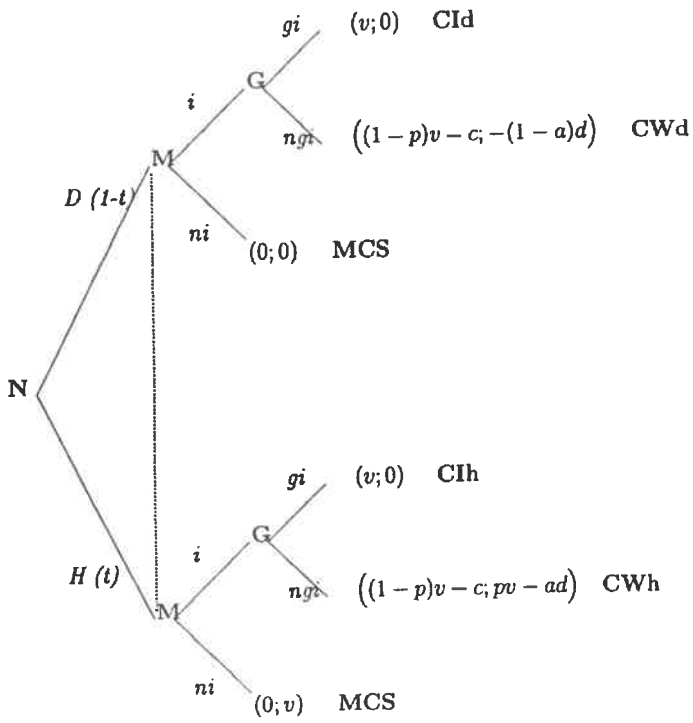 gi (v;0) CId
G
i
ngi ((1 − p)v − c; −(1 − a)d) CWd
M
D (1-t)
ni
(0;0) MCS
N
gi (v;0) CIh
G
i
H (t)
ngi ((1 − p)v − c; pv − ad) CWh
M
ni
(0;v) MCS